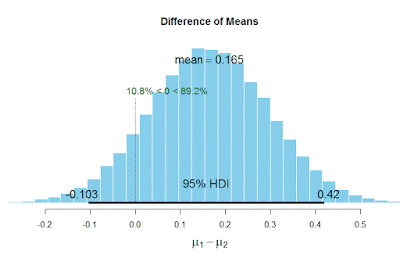 Difference of Means
mean = 0.165
10.8% < 0 < 89.2%
95% HDI
-0.103
0.42
-0.2 -0.1 0.0 0.1 0.2 0.3 0.4 0.5
μ1 − μ2